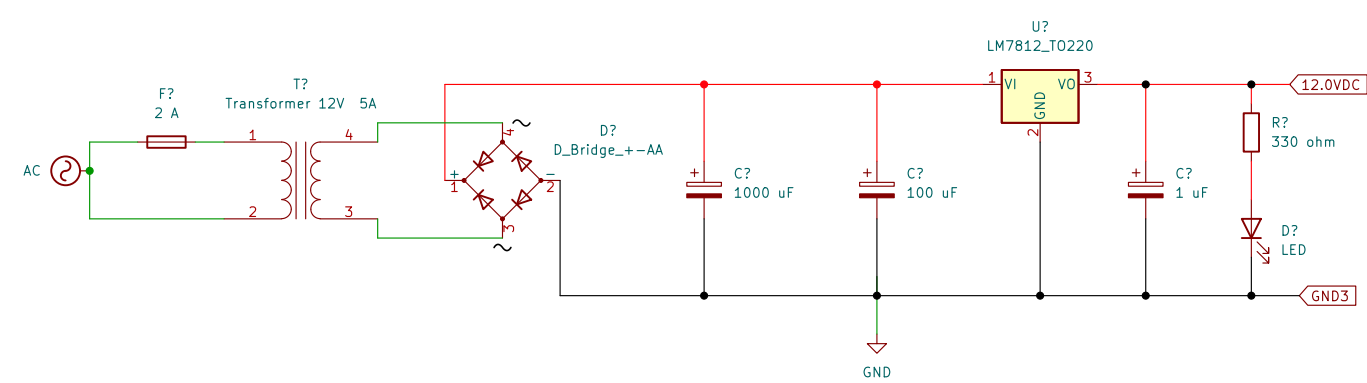 U?
LM7812_TO220
1
VI
VO
3
GND
2
12.0VDC
F?
2 A
T?
Transformer 12V 5A
1
4
2
3
AC
~
4
D?
D_Bridge_+-AA
+
1
-
2
3
~
+
C?
1000 uF
+
C?
100 uF
+
C?
1 uF
R?
330 ohm
D?
LED
GND3
GND